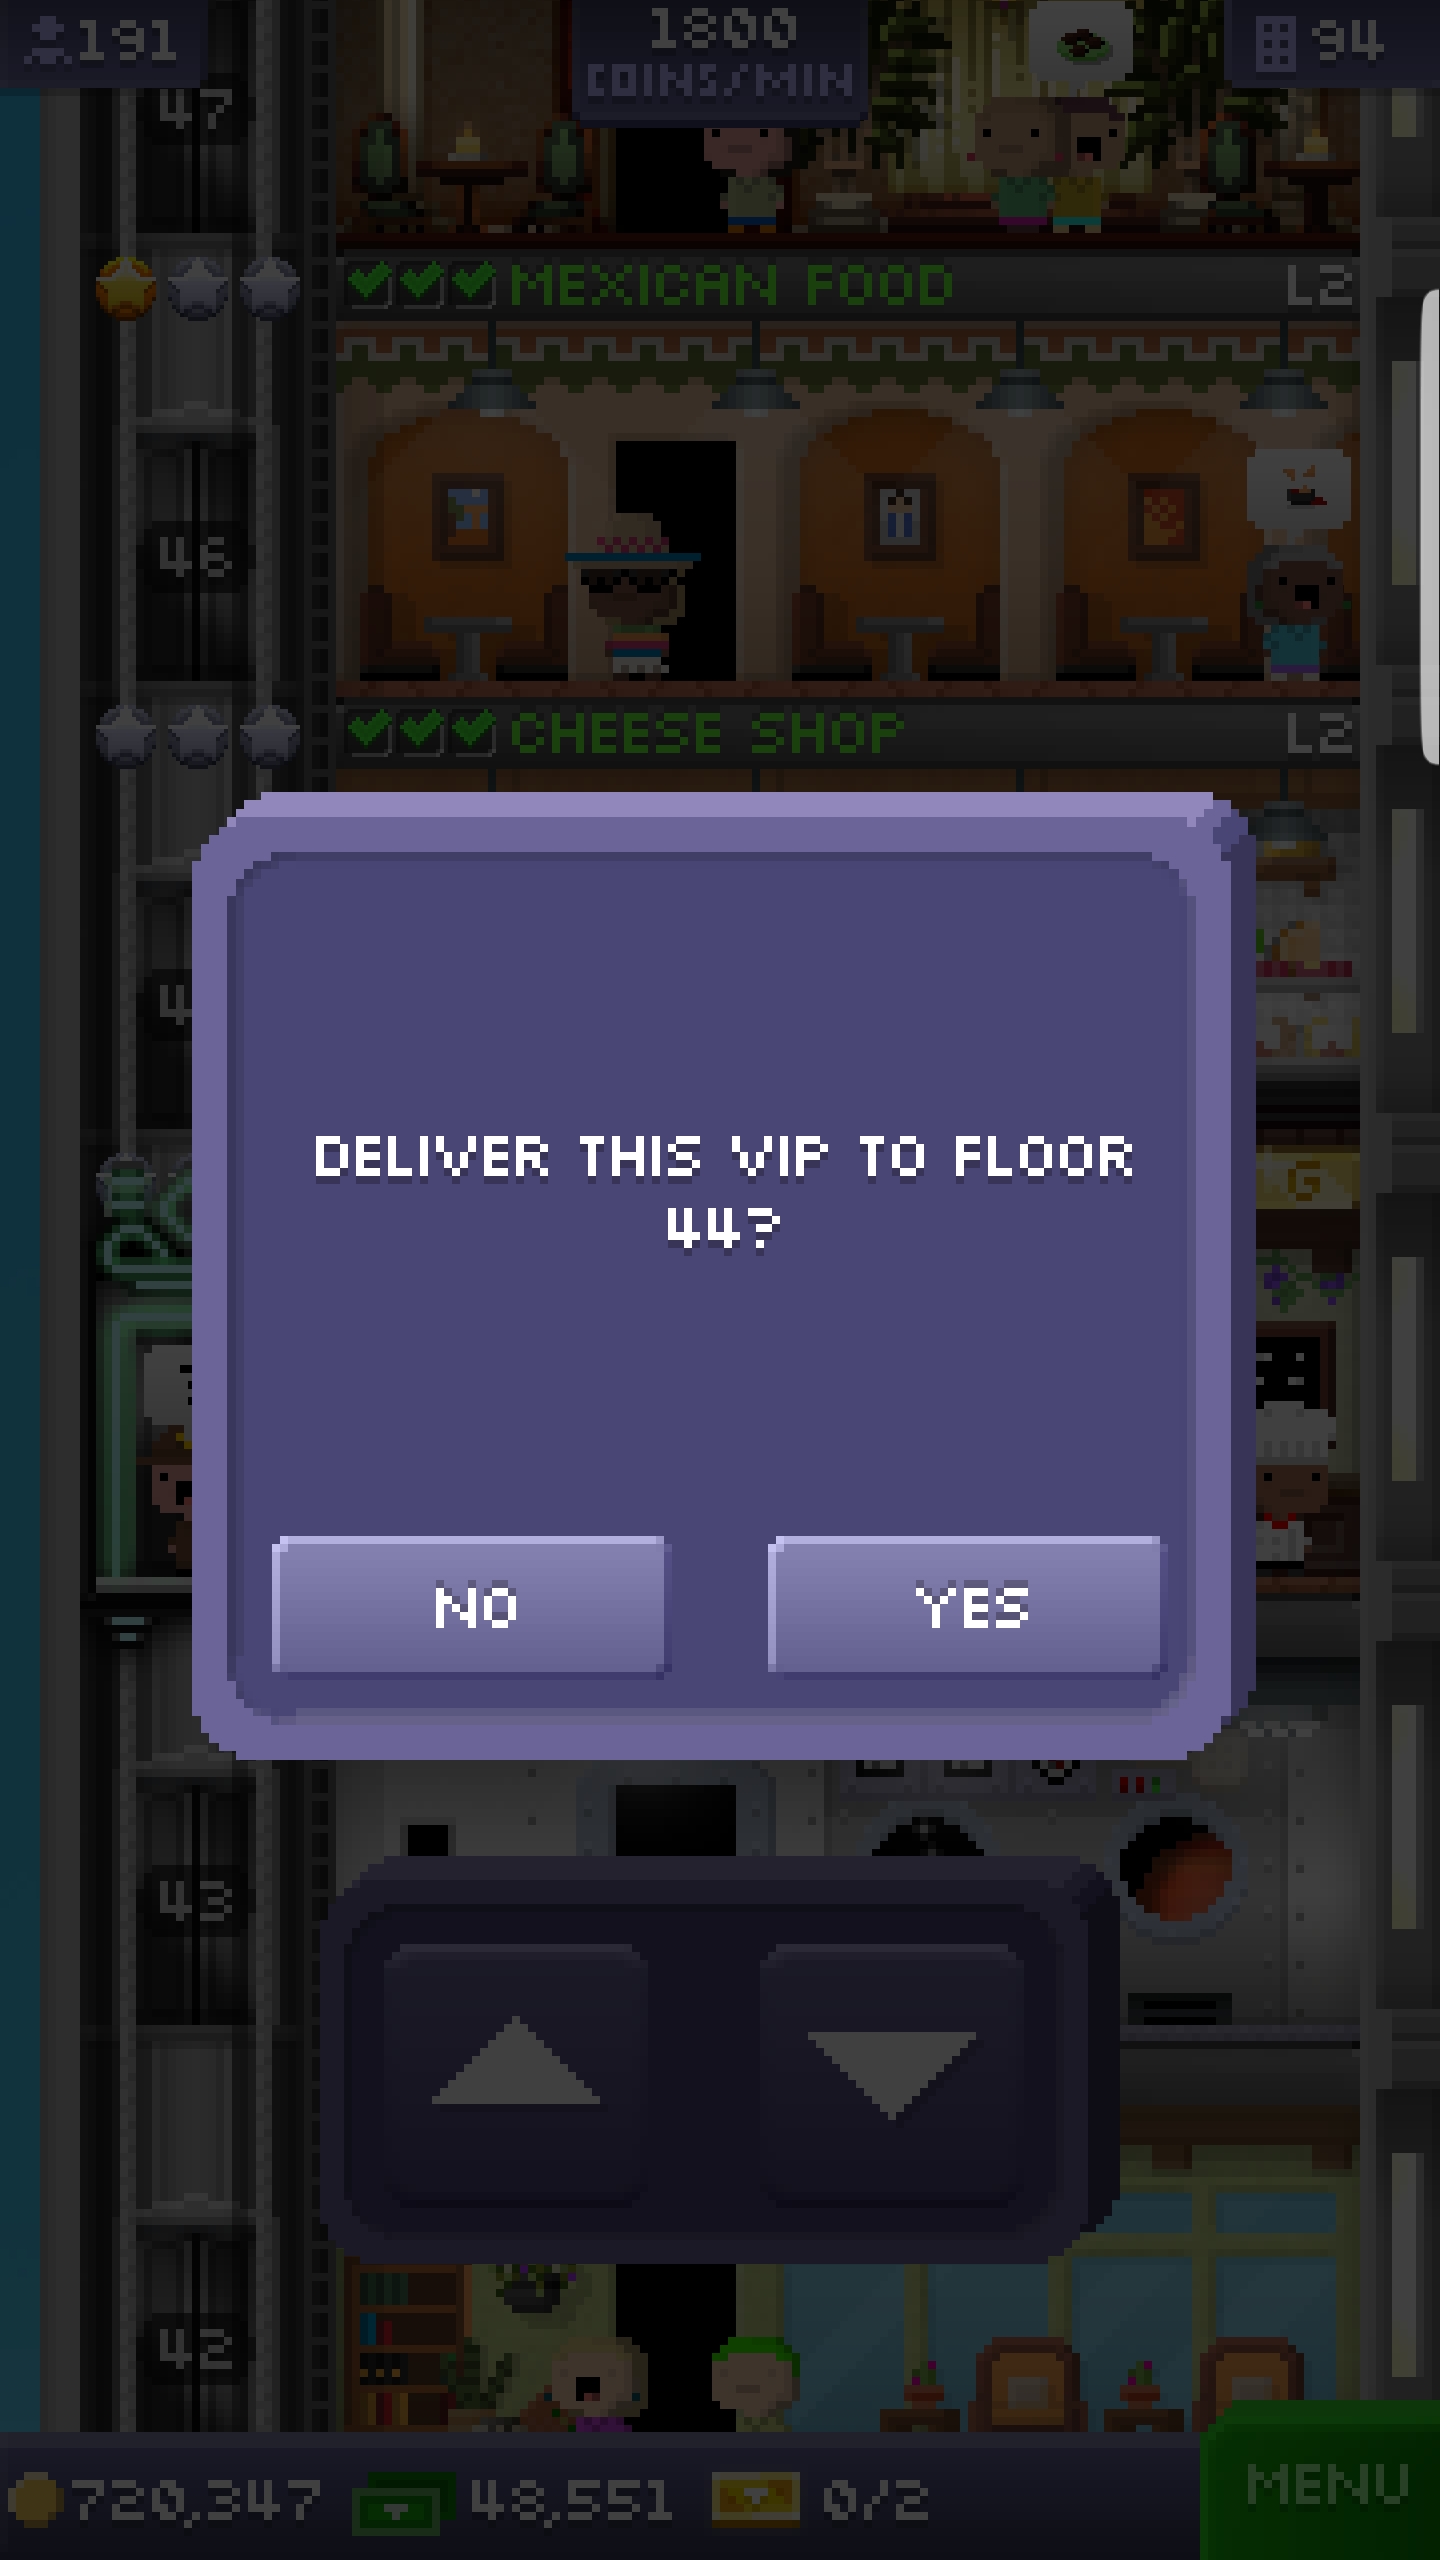 191
1800
COINS/MIN
94
47
MEXICAN FOOD L2
46
CHEESE SHOP L2
4
G
DELIVER THIS VIP TO FLOOR
44?
NO YES
43
42
720,347 48,551 0/2 MENU